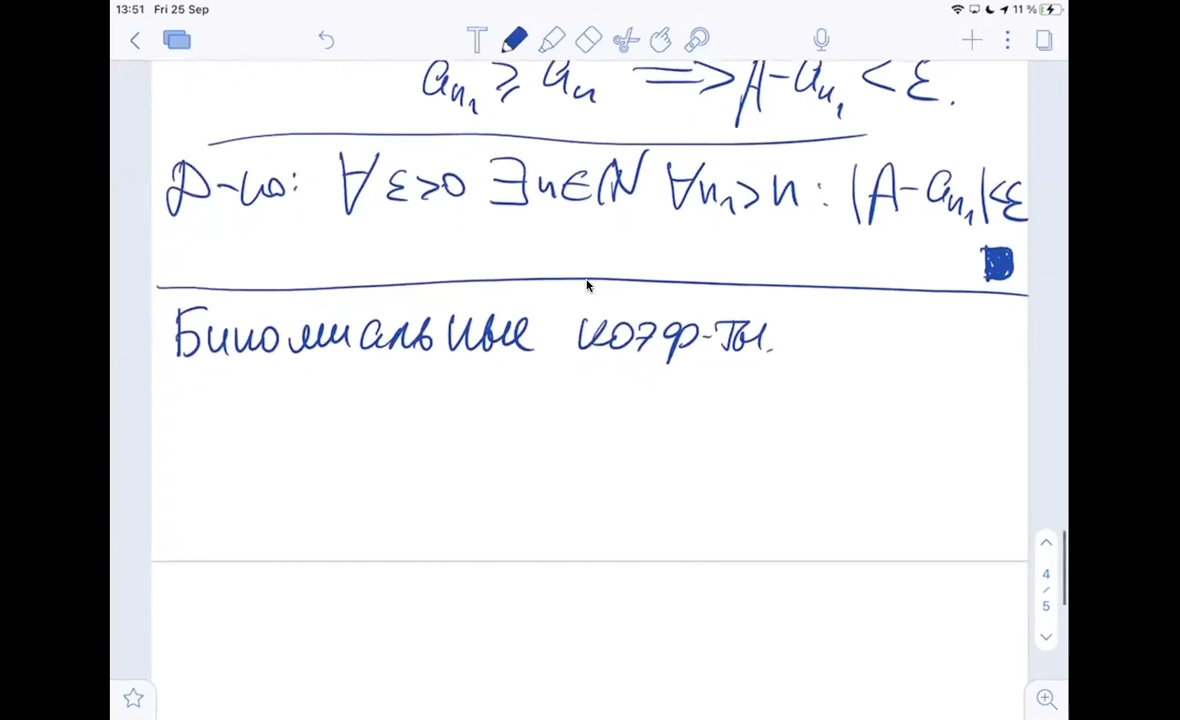 13:51 Fri 25 Sep 11 %
T
a_{n_1} ⩾ a_n => A-a_{n_1} < ε.
Д-но: ∀ ε>0 ∃n∈ℕ ∀n_1>n : |A-a_{n_1}|<ε
Биномиальные коэф-ты.
4
/
5